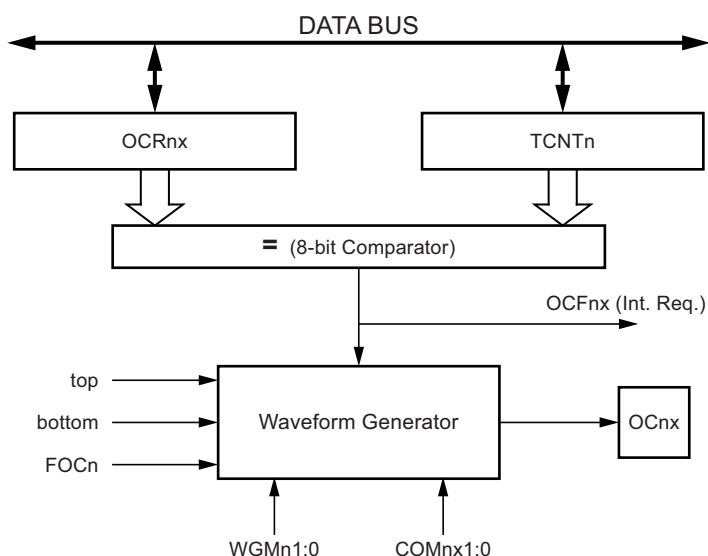 DATA BUS
OCRnx
TCNTn
= (8-bit Comparator)
OCFnx (Int. Req.)
top
bottom
FOCn
Waveform Generator
OCnx
WGMn1:0
COMnx1:0